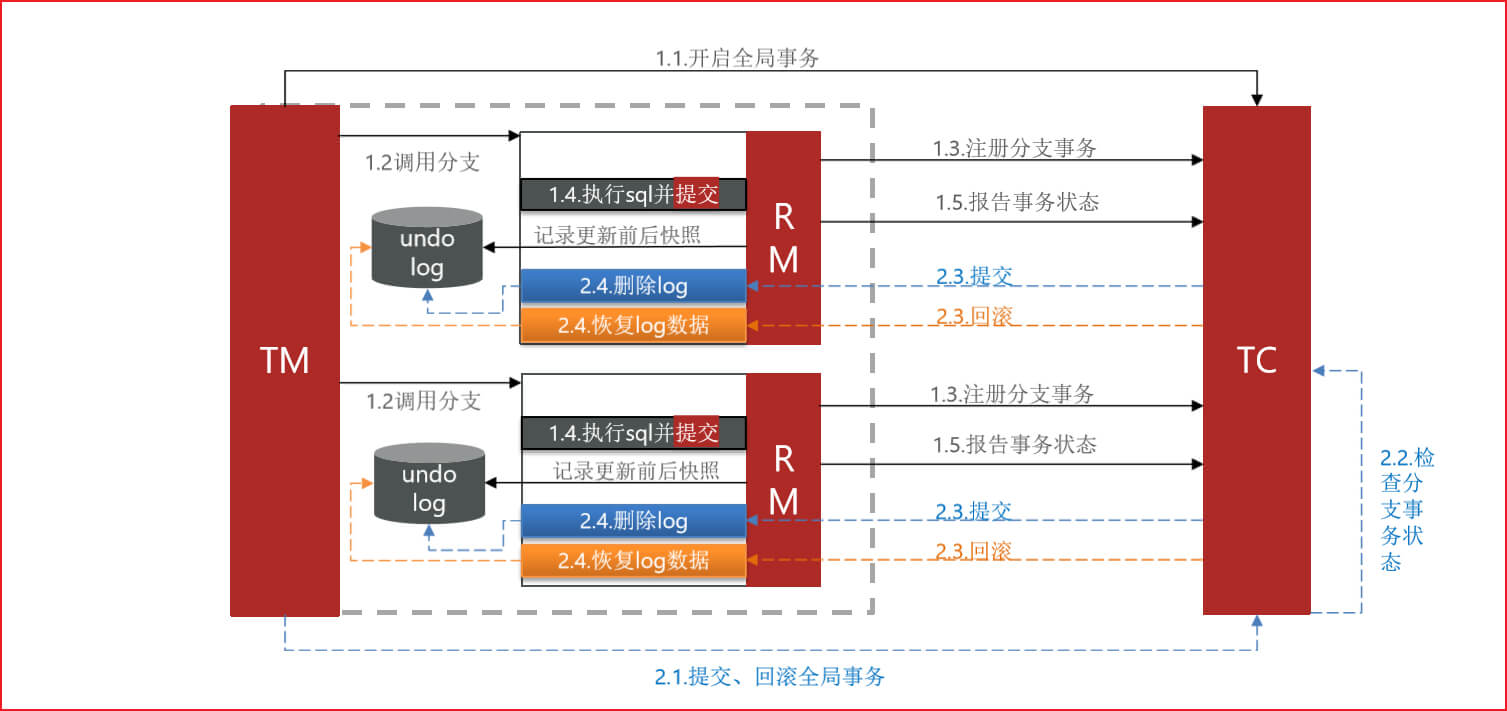 1.1.开启全局事务
TM
1.2调用分支
1.4.执行sql并提交
记录更新前后快照
undo
log
2.4.删除log
2.4.恢复log数据
R
M
1.3.注册分支事务
1.5.报告事务状态
2.3.提交
2.3.回滚
1.2调用分支
1.4.执行sql并提交
记录更新前后快照
undo
log
2.4.删除log
2.4.恢复log数据
R
M
1.3.注册分支事务
1.5.报告事务状态
2.3.提交
2.3.回滚
TC
2.2.检
查分
支事
务状
态
2.1.提交、回滚全局事务